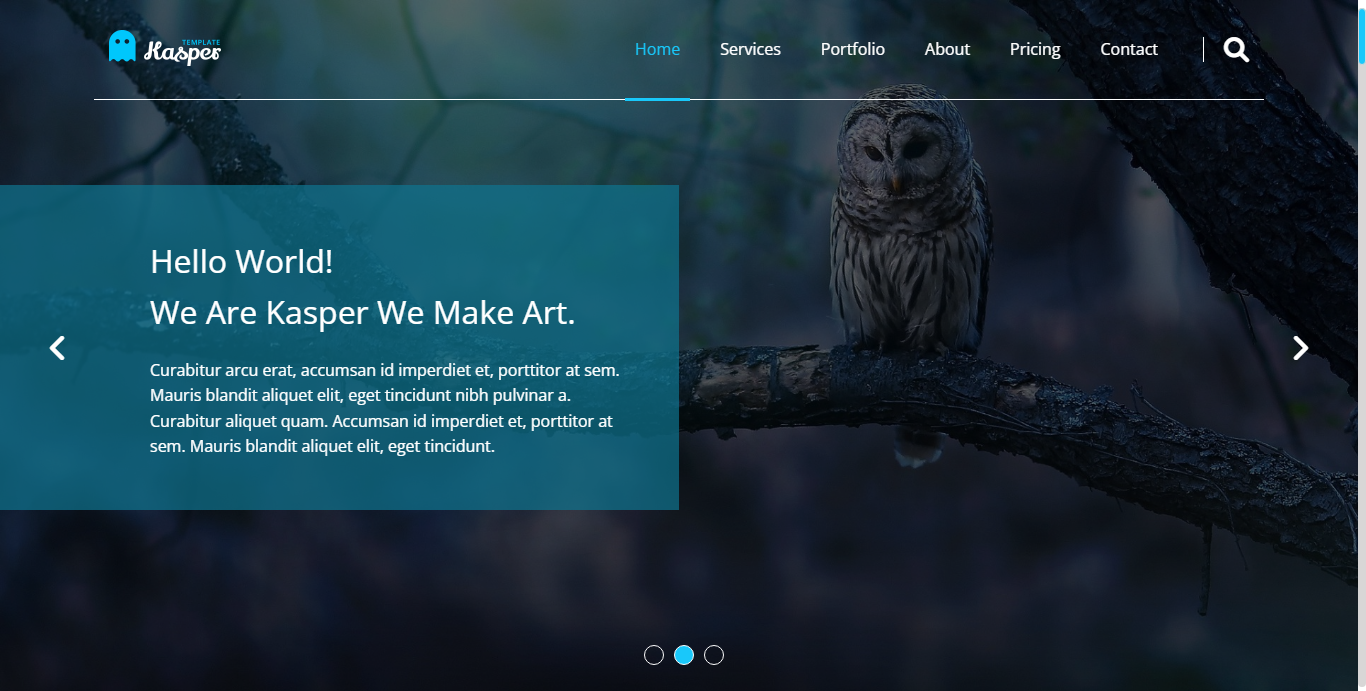 TEMPLATE
Kasper
Home Services Portfolio About Pricing Contact
Hello World!
We Are Kasper We Make Art.
Curabitur arcu erat, accumsan id imperdiet et, porttitor at sem.
Mauris blandit aliquet elit, eget tincidunt nibh pulvinar a.
Curabitur aliquet quam. Accumsan id imperdiet et, porttitor at
sem. Mauris blandit aliquet elit, eget tincidunt.